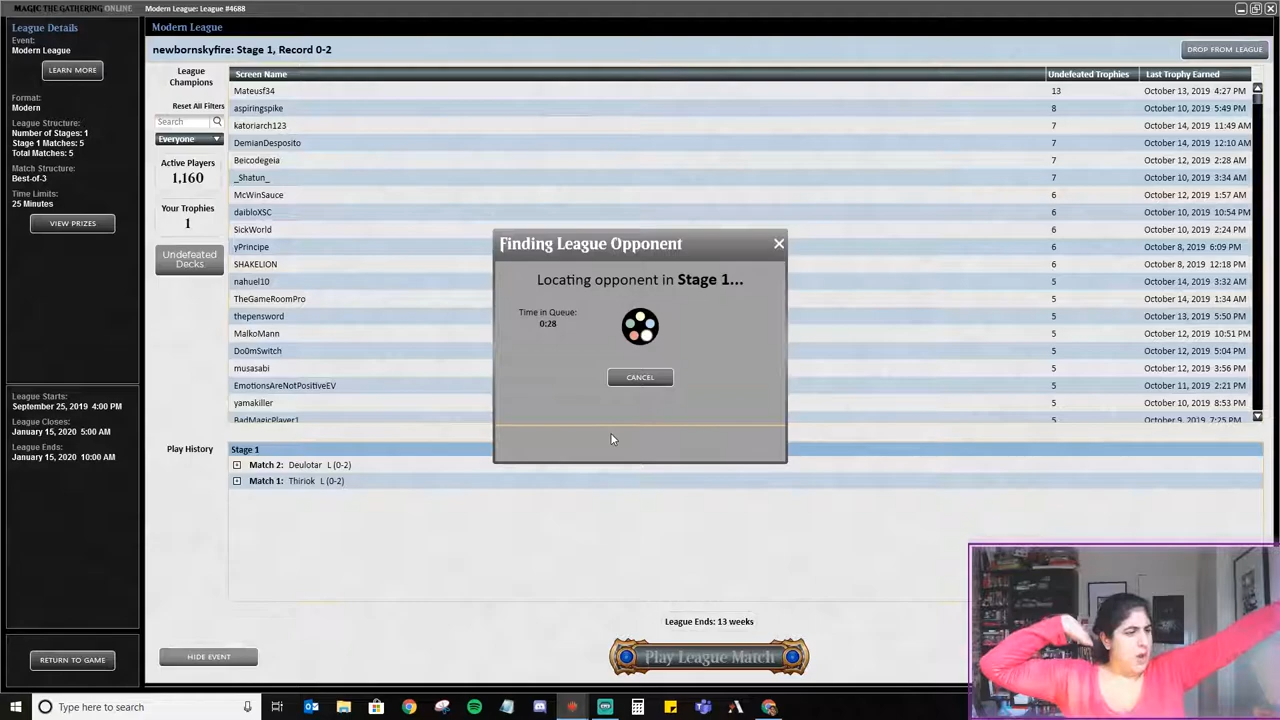 MAGIC THE GATHERING ONLINE
Modern League: League #4688
League Details
Event:
Modern League
LEARN MORE
Format:
Modern
League Structure:
Number of Stages: 1
Stage 1 Matches: 5
Total Matches: 5
Match Structure:
Best-of-3
Time Limits:
25 Minutes
VIEW PRIZES
League Starts:
September 25, 2019 4:00 PM
League Closes:
January 15, 2020 5:00 AM
League Ends:
January 15, 2020 10:00 AM
RETURN TO GAME
Modern League
newbornskyfire: Stage 1, Record 0-2
DROP FROM LEAGUE
League
Champions
Reset All Filters
Search
Everyone
Active Players
1,160
Your Trophies
1
Undefeated
Decks
Screen Name Undefeated Trophies Last Trophy Earned
Mateusf34 13 October 13, 2019 4:27 PM
aspiringspike 8 October 10, 2019 5:49 PM
katoriarch123 7 October 14, 2019 11:49 AM
DemianDesposito 7 October 14, 2019 12:10 AM
Beicodegeia 7 October 12, 2019 2:28 AM
_Shatun_ 7 October 10, 2019 3:34 AM
McWinSauce 6 October 12, 2019 1:57 AM
daibloXSC 6 October 10, 2019 10:54 PM
SickWorld 6 October 12, 2019 2:29 PM
yPrincipe 6 October 8, 2019 6:09 PM
SHAKELION 6 October 8, 2019 12:18 PM
nahuel10 5 October 14, 2019 3:32 AM
TheGameRoomPro 5 October 14, 2019 1:34 AM
thepensword 5 October 13, 2019 5:50 PM
MalkoMann 5 October 12, 2019 10:51 PM
Do0mSwitch 5 October 12, 2019 5:04 PM
musasabi 5 October 12, 2019 3:56 PM
EmotionsAreNotPositiveEV 5 October 11, 2019 2:21 PM
yamakiller 5 October 10, 2019 8:53 PM
BadMagicPlayer1 5 October 9, 2019 7:25 PM
Finding League Opponent
Locating opponent in Stage 1...
Time in Queue:
0:28
CANCEL
Play History
Stage 1
Match 2: Deulotar L (0-2)
Match 1: Thiriok L (0-2)
League Ends: 13 weeks
HIDE EVENT
Play League Match
Type here to search